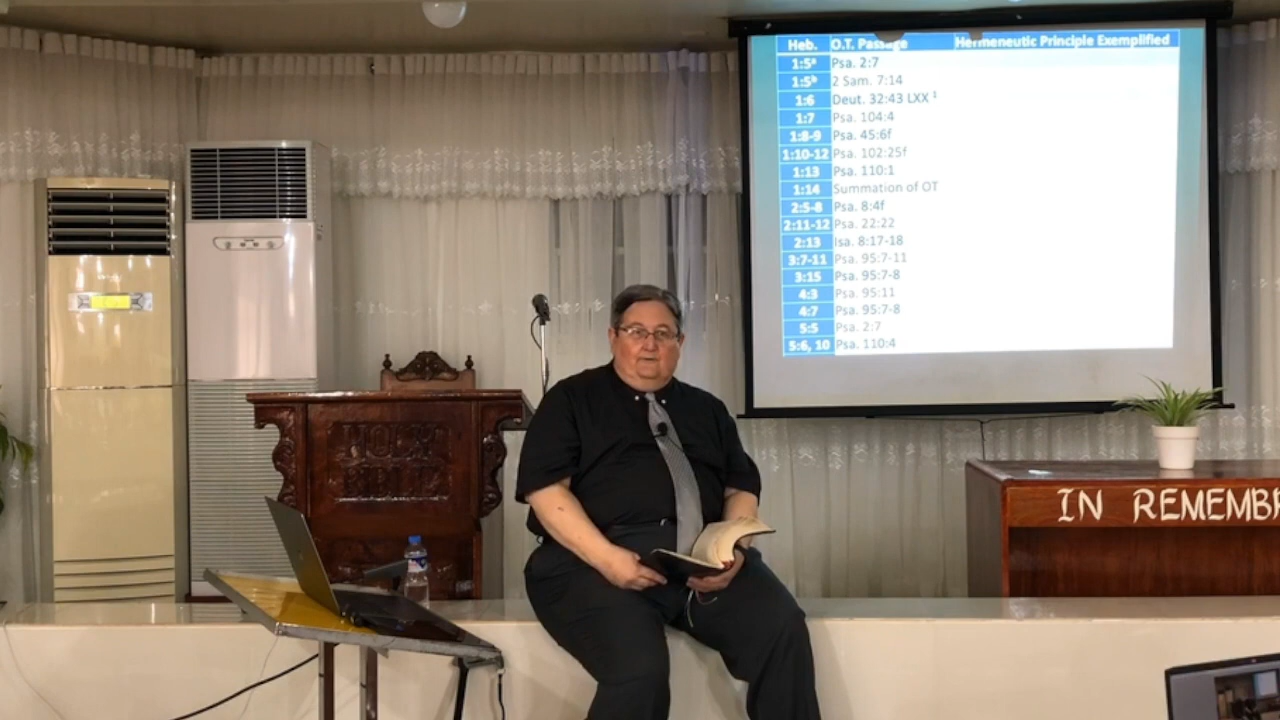 Heb. O.T. Passage Hermeneutic Principle Exemplified
1:5ᵃ Psa. 2:7
1:5ᵇ 2 Sam. 7:14
1:6 Deut. 32:43 LXX ¹
1:7 Psa. 104:4
1:8-9 Psa. 45:6f
1:10-12 Psa. 102:25f
1:13 Psa. 110:1
1:14 Summation of OT
2:5-8 Psa. 8:4f
2:11-12 Psa. 22:22
2:13 Isa. 8:17-18
3:7-11 Psa. 95:7-11
3:15 Psa. 95:7-8
4:3 Psa. 95:11
4:7 Psa. 95:7-8
5:5 Psa. 2:7
5:6, 10 Psa. 110:4
HOLY
BIBLE
IN REMEMB